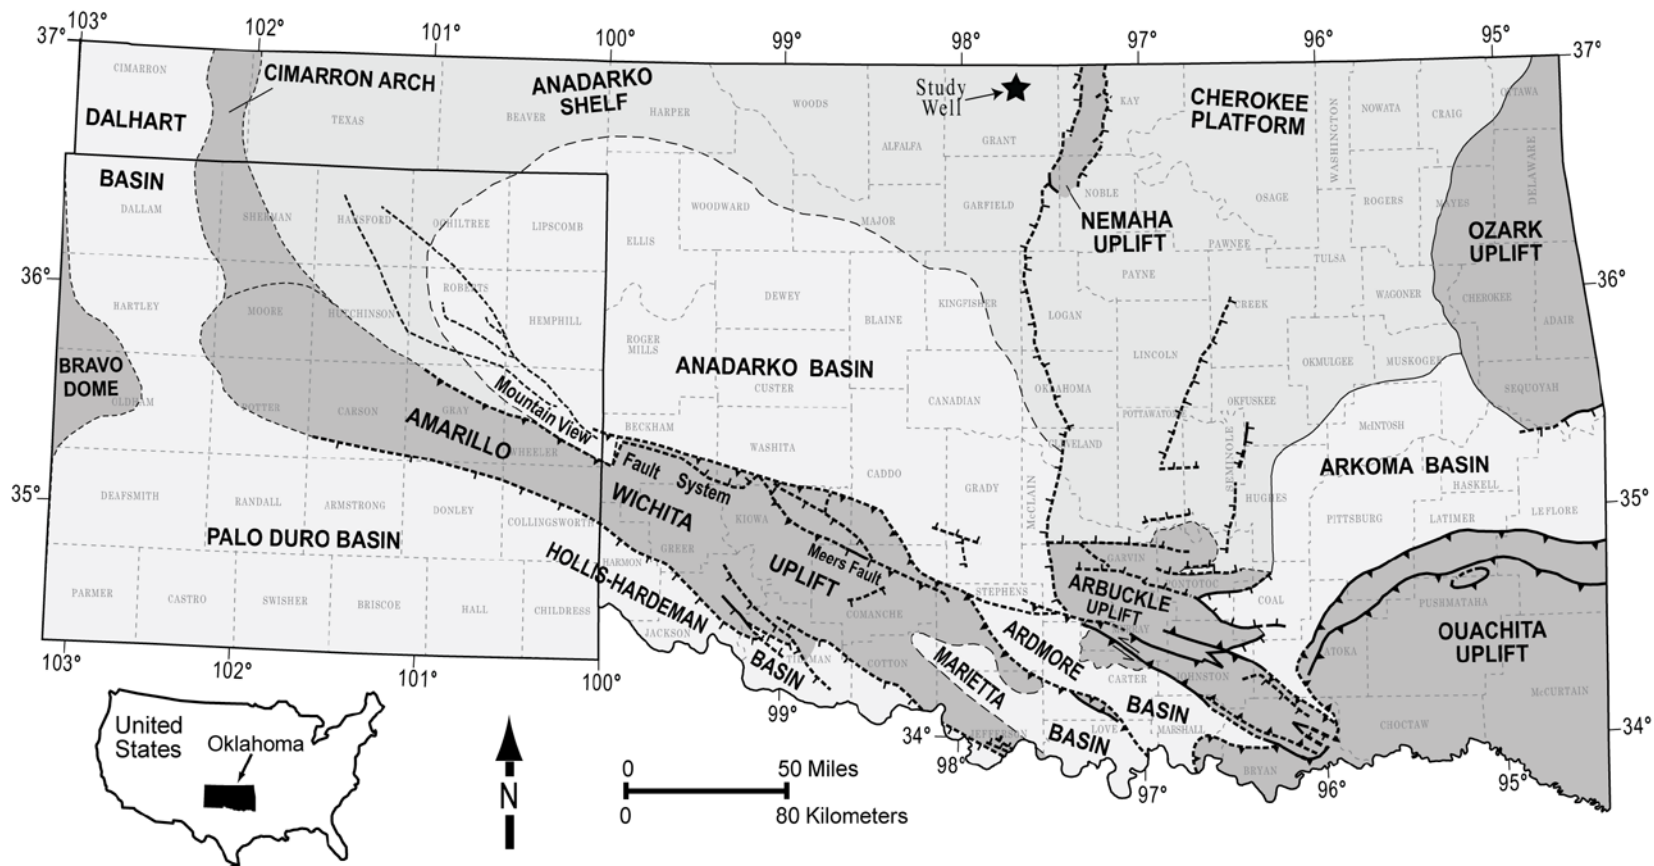 103°
102°
101°
100°
99°
98°
97°
96°
95°
37°
37°
CIMARRON
CIMARRON ARCH
ANADARKO
SHELF
DALHART
TEXAS
BEAVER
HARPER
WOODS
ALFALFA
Study
Well
GRANT
KAY
CHEROKEE
PLATFORM
WASHINGTON
NOWATA
CRAIG
OTTAWA
DELAWARE
BASIN
DALLAM
SHERMAN
HANSFORD
OCHILTREE
LIPSCOMB
ELLIS
WOODWARD
MAJOR
GARFIELD
NOBLE
NEMAHA
UPLIFT
OSAGE
PAWNEE
ROGERS
MAYES
OZARK
UPLIFT
36°
36°
HARTLEY
MOORE
HUTCHINSON
ROBERTS
HEMPHILL
ROGER
MILLS
DEWEY
BLAINE
KINGFISHER
LOGAN
PAYNE
CREEK
TULSA
WAGONER
CHEROKEE
ADAIR
BRAVO
DOME
OLDHAM
POTTER
CARSON
GRAY
WHEELER
AMARILLO
Mountain View
Fault System
ANADARKO BASIN
CUSTER
BECKHAM
WASHITA
CADDO
CANADIAN
OKLAHOMA
LINCOLN
OKMULGEE
MUSKOGEE
SEQUOYAH
POTTAWATOMIE
OKFUSKEE
CLEVELAND
SEMINOLE
McINTOSH
ARKOMA BASIN
HASKELL
35°
35°
DEAFSMITH
RANDALL
ARMSTRONG
DONLEY
COLLINGSWORTH
PALO DURO BASIN
WICHITA
UPLIFT
KIOWA
GREER
HARMON
Meers Fault
GRADY
McCLAIN
HUGHES
PITTSBURG
LATIMER
LEFLORE
GARVIN
PONTOTOC
ARBUCKLE
UPLIFT
MURRAY
COAL
PARMER
CASTRO
SWISHER
BRISCOE
HALL
CHILDRESS
HOLLIS-HARDEMAN
BASIN
JACKSON
TILLMAN
COMANCHE
COTTON
STEPHENS
ARDMORE
BASIN
MARIETTA
BASIN
JEFFERSON
CARTER
LOVE
MARSHALL
JOHNSTON
BRYAN
ATOKA
PUSHMATAHA
OUACHITA
UPLIFT
McCURTAIN
CHOCTAW
34°
34°
103°
102°
101°
100°
99°
98°
97°
96°
95°
United
States
Oklahoma
N
0
50 Miles
0
80 Kilometers